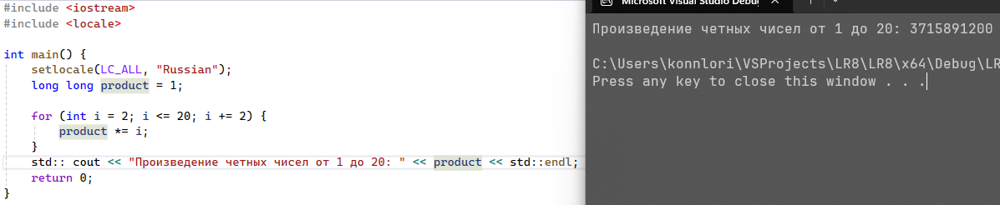 #include <iostream>
#include <locale>
int main() {
setlocale(LC_ALL, "Russian");
long long product = 1;
for (int i = 2; i <= 20; i += 2) {
product *= i;
}
std:: cout << "Произведение четных чисел от 1 до 20: " << product << std::endl;
return 0;
}
Microsoft Visual Studio Debug
Произведение четных чисел от 1 до 20: 3715891200
C:\Users\konnlori\VSProjects\LR8\LR8\x64\Debug\LR
Press any key to close this window . . .